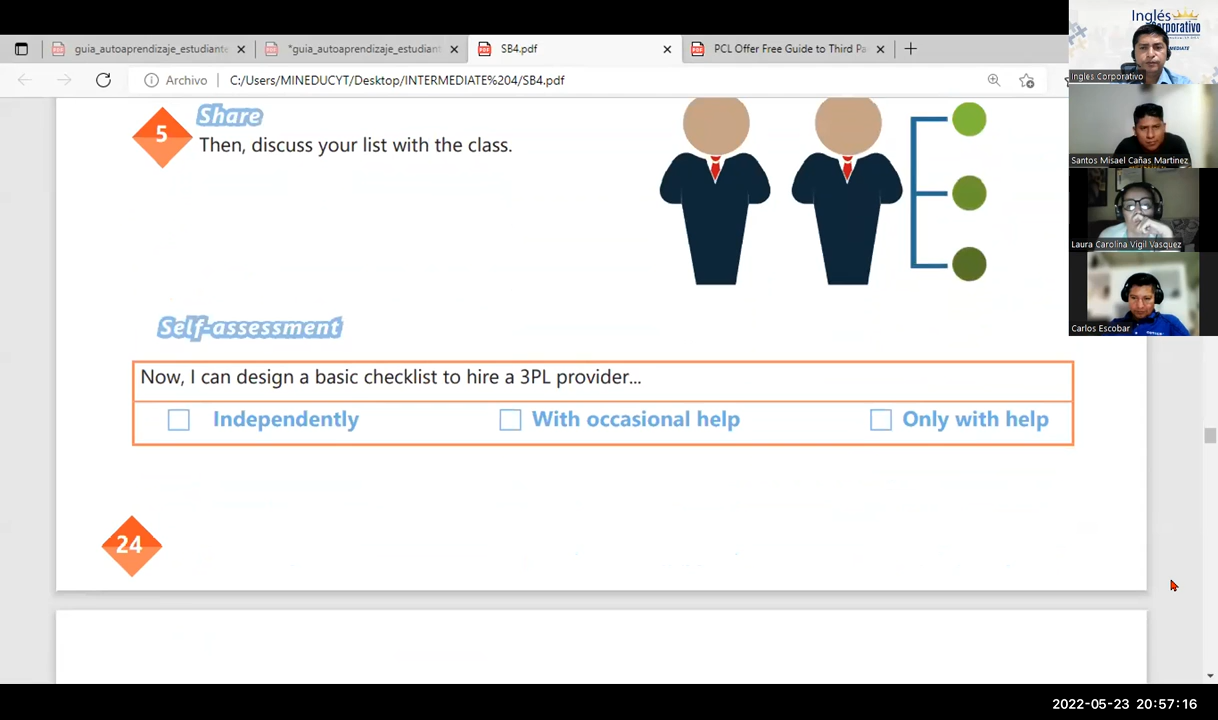 guia_autoaprendizaje_estudiante
*guia_autoaprendizaje_estudian
SB4.pdf
PCL Offer Free Guide to Third Pa
Archivo
C:/Users/MINEDUCYT/Desktop/INTERMEDIATE%204/SB4.pdf
Inglés
Corporativo
Ingles Corporativo
Santos Misael Cañas Martinez
Laura Carolina Vigil Vasquez
Carlos Escobar
5
Share
Then, discuss your list with the class.
Self-assessment
Now, I can design a basic checklist to hire a 3PL provider...
Independently
With occasional help
Only with help
24
2022-05-23 20:57:16